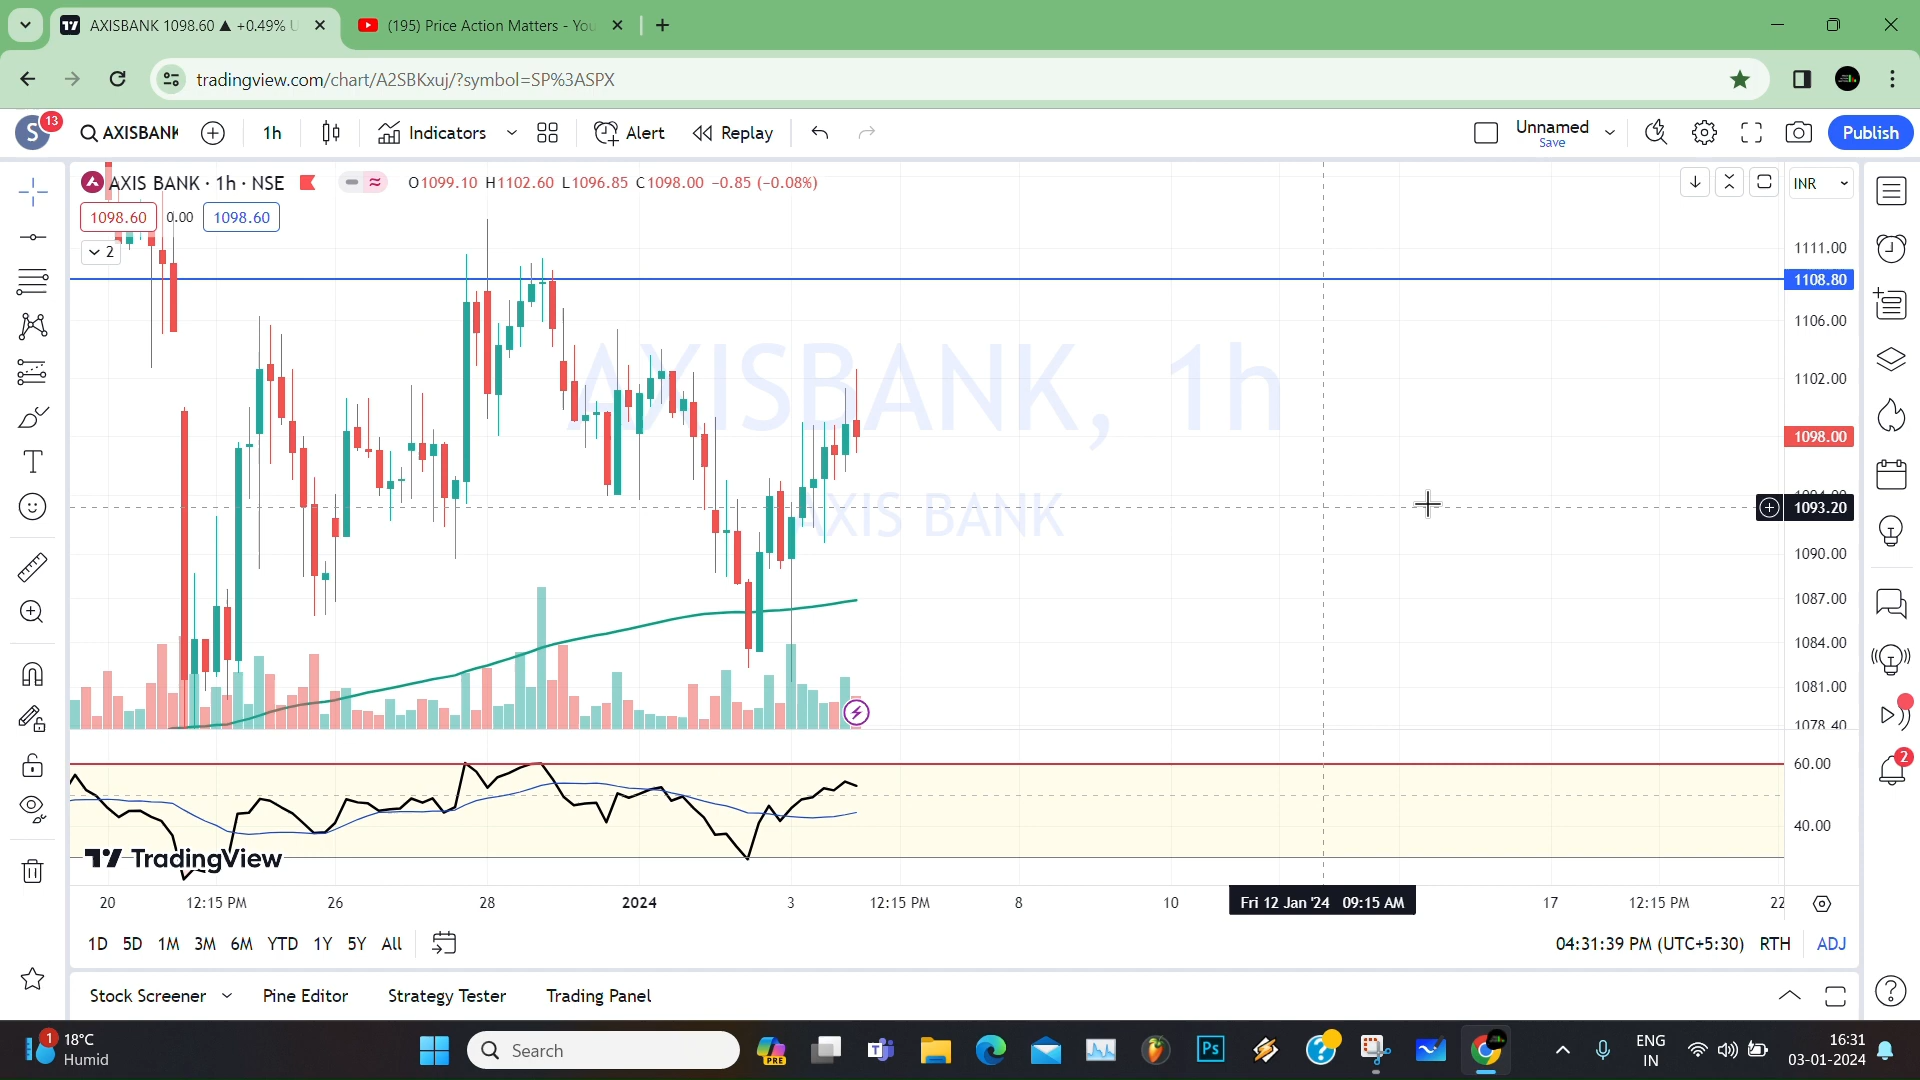 AXISBANK 1098.60 ▲ +0.49% U
(195) Price Action Matters - You
tradingview.com/chart/A2SBKxuj/?symbol=SP%3ASPX
S 13
AXISBANK
1h
Indicators
Alert
Replay
Unnamed
Save
Publish
AXIS BANK · 1h · NSE
O1099.10 H1102.60 L1096.85 C1098.00 −0.85 (−0.08%)
INR
1098.60 0.00 1098.60
2
1111.00
1108.80
1106.00
1102.00
1098.00
1094.00
1093.20
1090.00
1087.00
1084.00
1081.00
1078.40
AXISBANK, 1h
AXIS BANK
60.00
40.00
TradingView
20 12:15 PM 26 28 2024 3 12:15 PM 8 10 Fri 12 Jan '24 09:15 AM 17 12:15 PM 22
1D 5D 1M 3M 6M YTD 1Y 5Y All
04:31:39 PM (UTC+5:30) RTH ADJ
2
Stock Screener Pine Editor Strategy Tester Trading Panel
1
18°C
Humid
Search
PRE
Ps
ENG
IN
16:31
03-01-2024